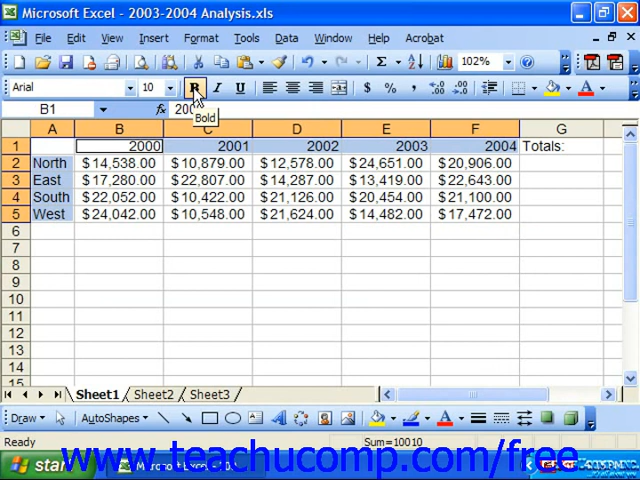 Microsoft Excel - 2003-2004 Analysis.xls
File Edit View Insert Format Tools Data Window Help Acrobat
Σ 102%
Arial 10 B I U $ % , .00
B1 fx
Bold
A B C D E F G
1 2000 2001 2002 2003 2004 Totals:
2 North $14,538.00 $10,879.00 $12,578.00 $24,651.00 $20,906.00
3 East $17,280.00 $22,807.00 $14,287.00 $13,419.00 $22,643.00
4 South $22,052.00 $10,422.00 $21,126.00 $20,454.00 $21,100.00
5 West $24,042.00 $10,548.00 $21,624.00 $14,482.00 $17,472.00
6
7
8
9
10
11
12
13
14
15
Sheet1 Sheet2 Sheet3
Draw AutoShapes
Ready Sum=10010
start Microsoft Excel
www.teachucomp.com/free